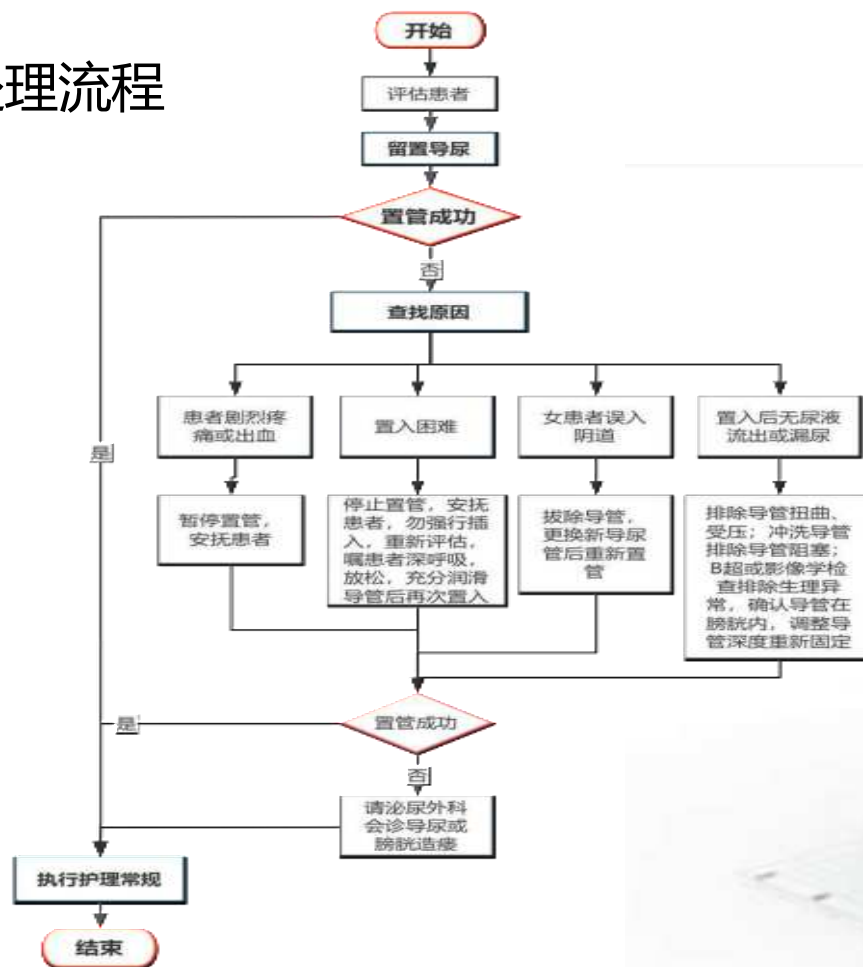 理流程
开始
评估患者
留置导尿
置管成功
否
查找原因
患者剧烈疼
痛或出血
置入困难
女患者误入
阴道
置入后无尿液
流出或漏尿
是
暂停置管，
安抚患者
停止置管，安抚
患者，勿强行插
入，重新评估，
嘱患者深呼吸，
放松，充分润滑
导管后再次置入
拔除导管，
更换新导尿
管后重新置
管
排除导管扭曲、
受压；冲洗导管
排除导管阻塞；
B超或影像学检
查排除生理异
常，确认导管在
膀胱内，调整导
管深度重新固定
置管成功
是
否
请泌尿外科
会诊导尿或
膀胱造瘘
执行护理常规
结束